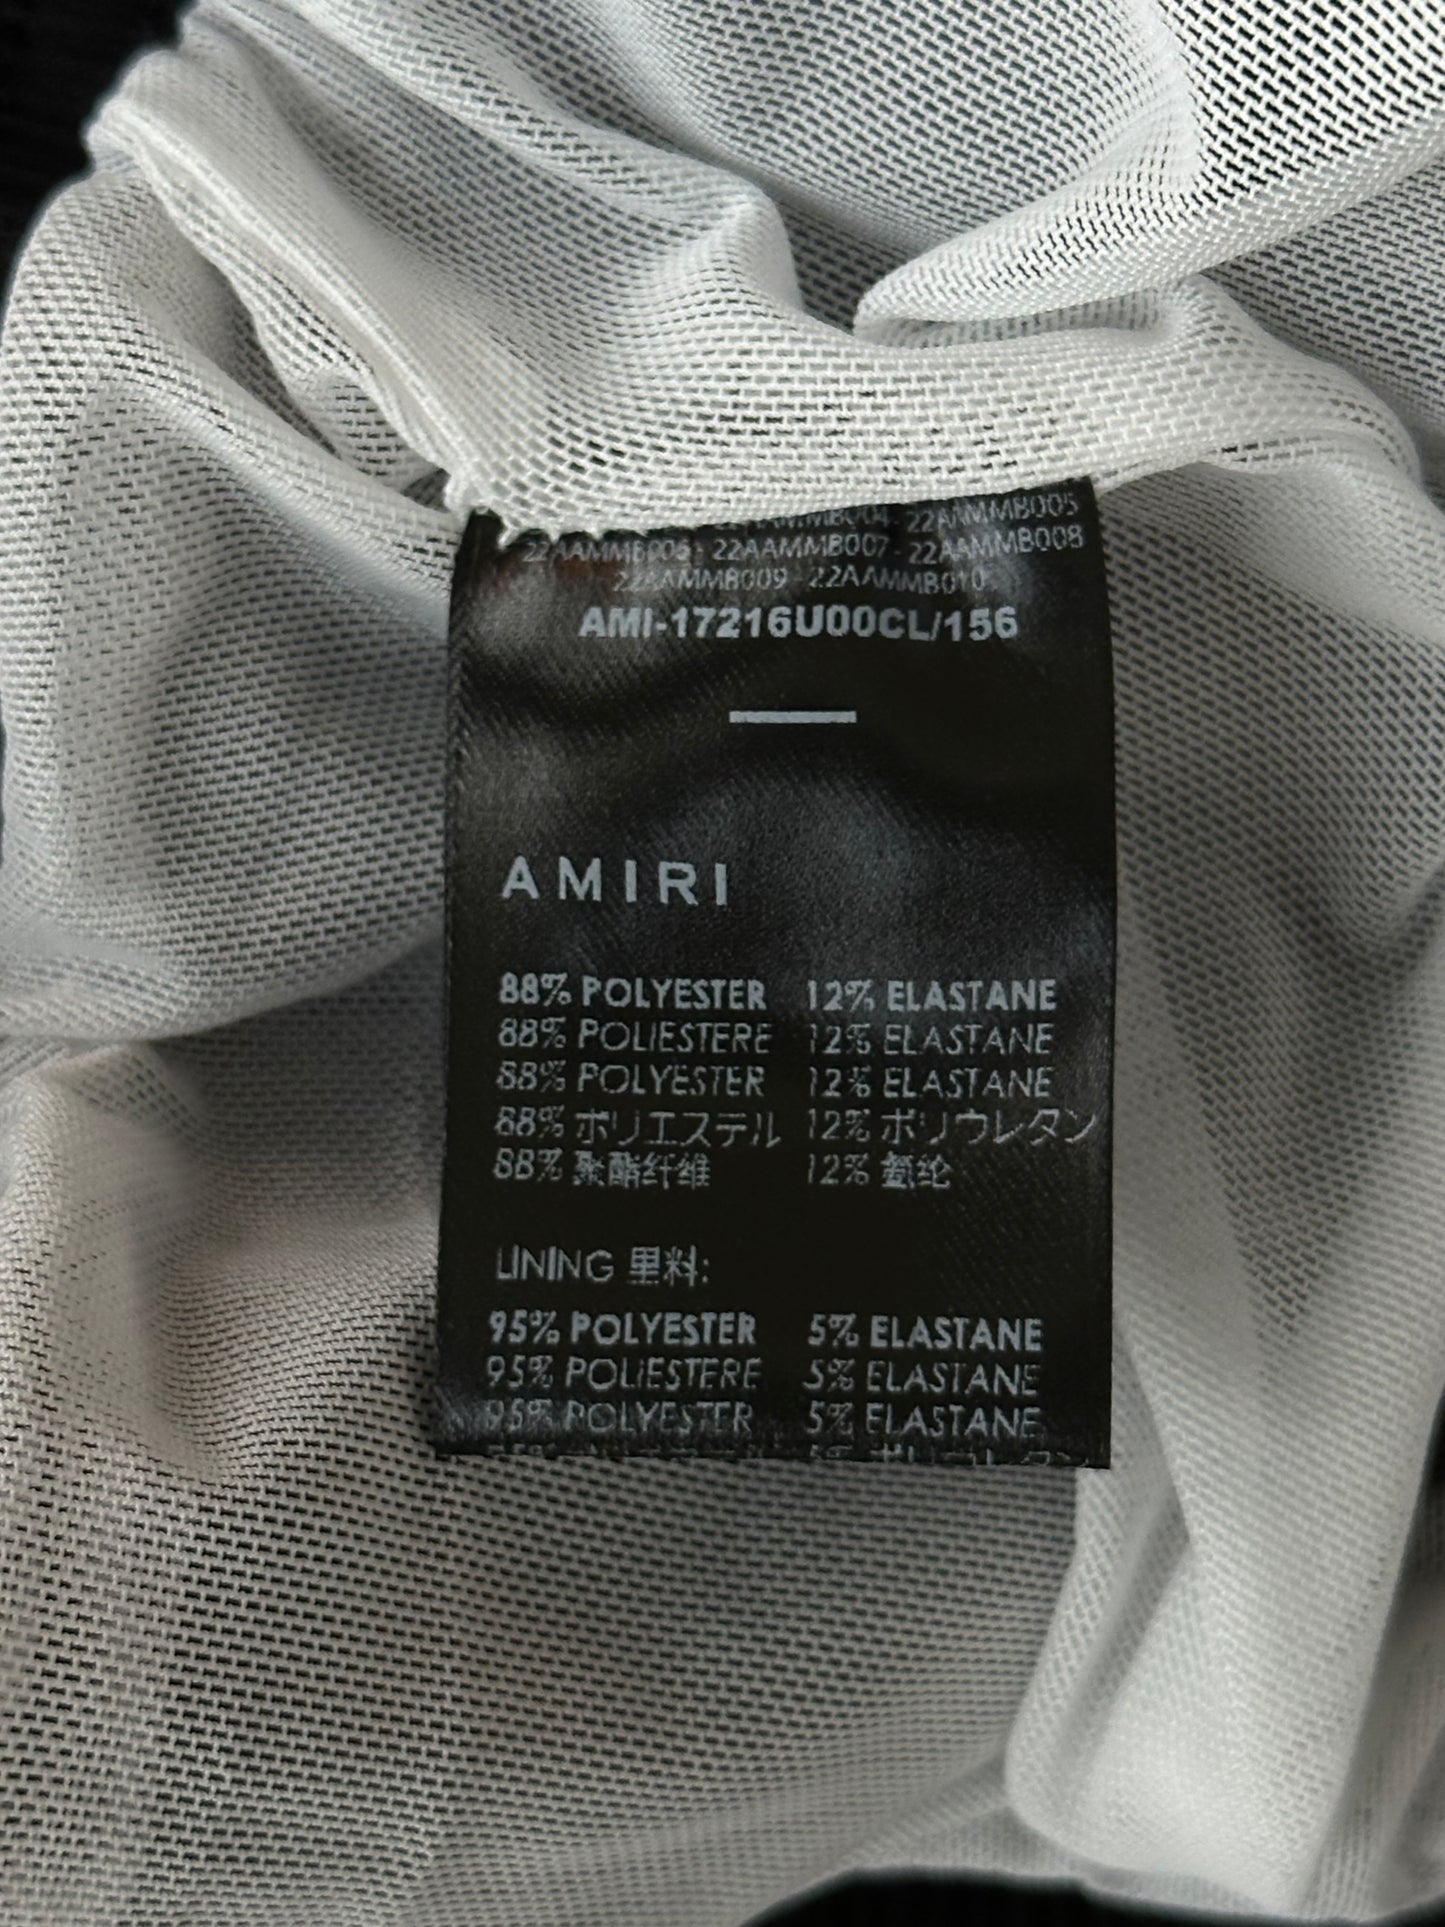 22AAMMB004 - 22AAMMB005
22AAMMB006 - 22AAMMB007 - 22AAMMB008
22AAMMB009 - 22AAMMB010
AMI-17216U00CL/156
AMIRI
88% POLYESTER 12% ELASTANE
88% POLIESTERE 12% ELASTANE
88% POLYESTER 12% ELASTANE
88% ポリエステル 12% ポリウレタン
88% 聚酯纤维 12% 氨纶
LINING 里料:
95% POLYESTER 5% ELASTANE
95% POLIESTERE 5% ELASTANE
95% POLYESTER 5% ELASTANE